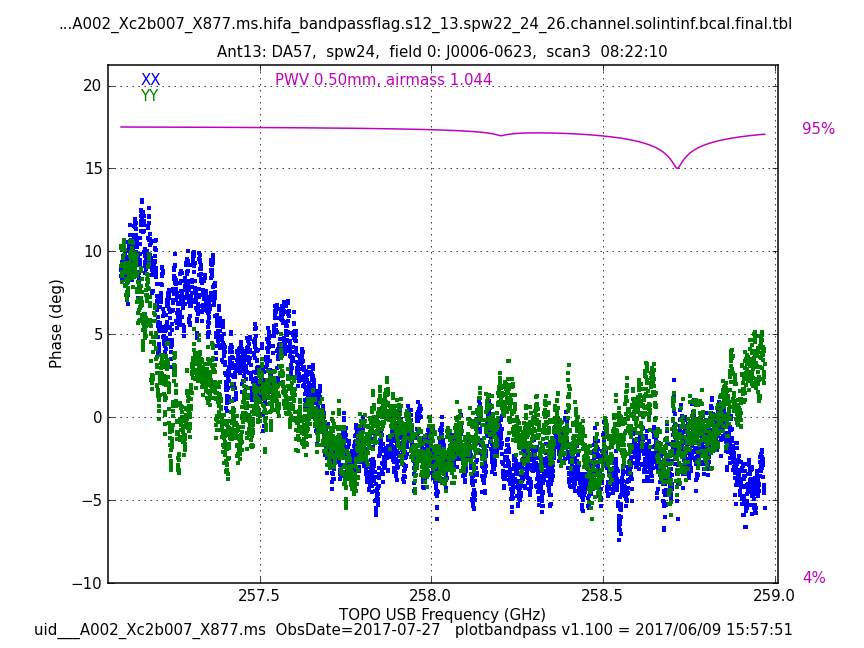 ...A002_Xc2b007_X877.ms.hifa_bandpassflag.s12_13.spw22_24_26.channel.solintinf.bcal.final.tbl
Ant13: DA57, spw24, field 0: J0006-0623, scan3 08:22:10
XX
YY
PWV 0.50mm, airmass 1.044
20
15
10
5
0
−5
−10
Phase (deg)
95%
4%
257.5
258.0
258.5
259.0
TOPO USB Frequency (GHz)
uid___A002_Xc2b007_X877.ms ObsDate=2017-07-27 plotbandpass v1.100 = 2017/06/09 15:57:51